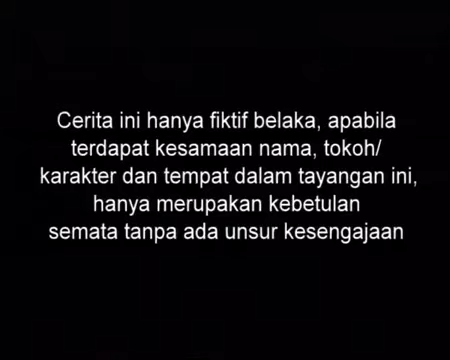 Cerita ini hanya fiktif belaka, apabila
terdapat kesamaan nama, tokoh/
karakter dan tempat dalam tayangan ini,
hanya merupakan kebetulan
semata tanpa ada unsur kesengajaan